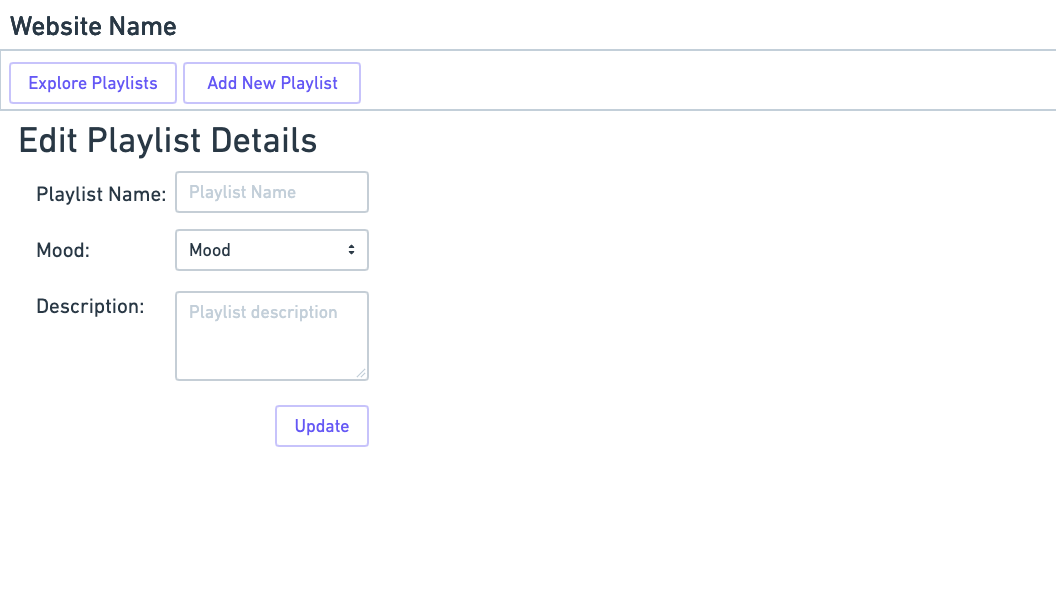 Website Name
Explore Playlists Add New Playlist
Edit Playlist Details
Playlist Name: Playlist Name
Mood: Mood
Description: Playlist description
Update